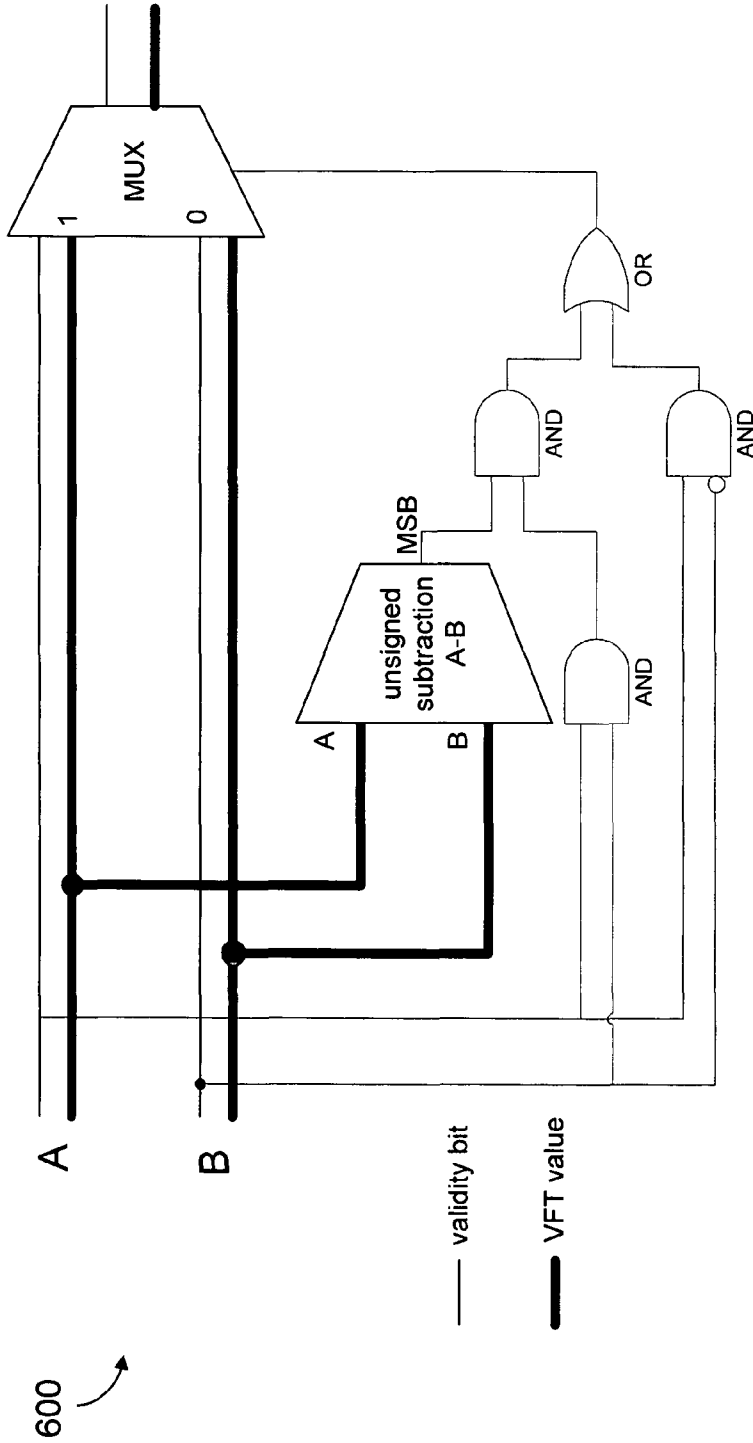 600
A
B
validity bit
VFT value
A
B
unsigned
subtraction
A-B
MSB
AND
AND
AND
OR
1
0
MUX